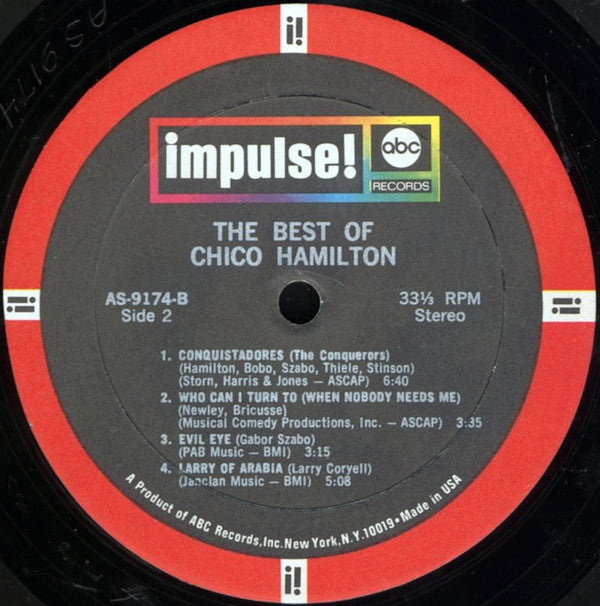 AS 9174
i!
impulse!
abc
RECORDS
THE BEST OF
CHICO HAMILTON
AS-9174-B
33⅓ RPM
Side 2
Stereo
i!
i!
1. CONQUISTADORES (The Conquerors)
(Hamilton, Bobo, Szabo, Thiele, Stinson)
(Storn, Harris & Jones — ASCAP) 6:40
2. WHO CAN I TURN TO (WHEN NOBODY NEEDS ME)
(Newley, Bricusse)
(Musical Comedy Productions, Inc. — ASCAP) 3:35
3. EVIL EYE (Gabor Szabo)
(PAB Music — BMI) 3:15
4. LARRY OF ARABIA (Larry Coryell)
(Janclan Music — BMI) 5:08
A Product of ABC Records, Inc. New York, N.Y. 10019 • Made in USA
i!